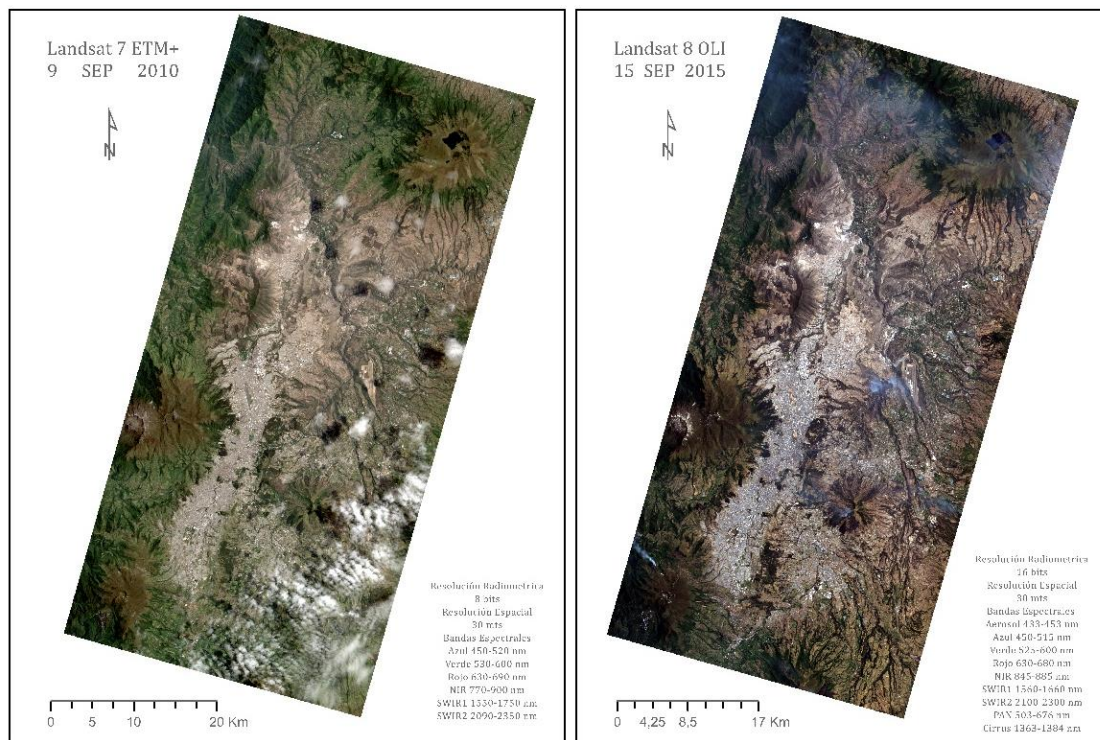 Landsat 7 ETM+
9 SEP 2010
N
Resolución Radiometrica
8 bits
Resolución Espacial
30 mts
Bandas Espectrales
Azul 450-520 nm
Verde 530-600 nm
Rojo 630-690 nm
NIR 770-900 nm
SWIR1 1550-1750 nm
SWIR2 2090-2350 nm
0 5 10 20 Km
Landsat 8 OLI
15 SEP 2015
N
Resolución Radiometrica
16 bits
Resolución Espacial
30 mts
Bandas Espectrales
Aerosol 433-453 nm
Azul 450-515 nm
Verde 525-600 nm
Rojo 630-680 nm
NIR 845-885 nm
SWIR1 1560-1660 nm
SWIR2 2100-2300 nm
PAN 503-676 nm
Cirrus 1363-1384 nm
0 4,25 8,5 17 Km